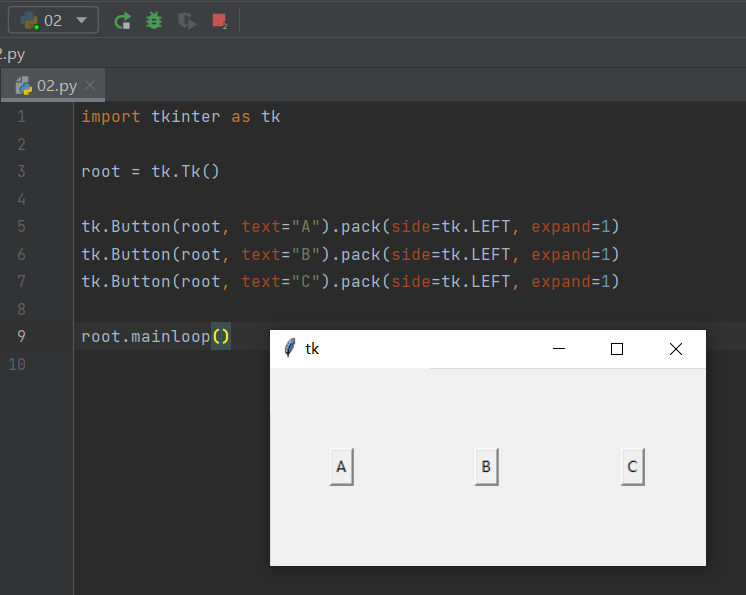 02
2
2.py
02.py
1 import tkinter as tk
2
3 root = tk.Tk()
4
5 tk.Button(root, text="A").pack(side=tk.LEFT, expand=1)
6 tk.Button(root, text="B").pack(side=tk.LEFT, expand=1)
7 tk.Button(root, text="C").pack(side=tk.LEFT, expand=1)
8
9 root.mainloop()
10
tk
A B C